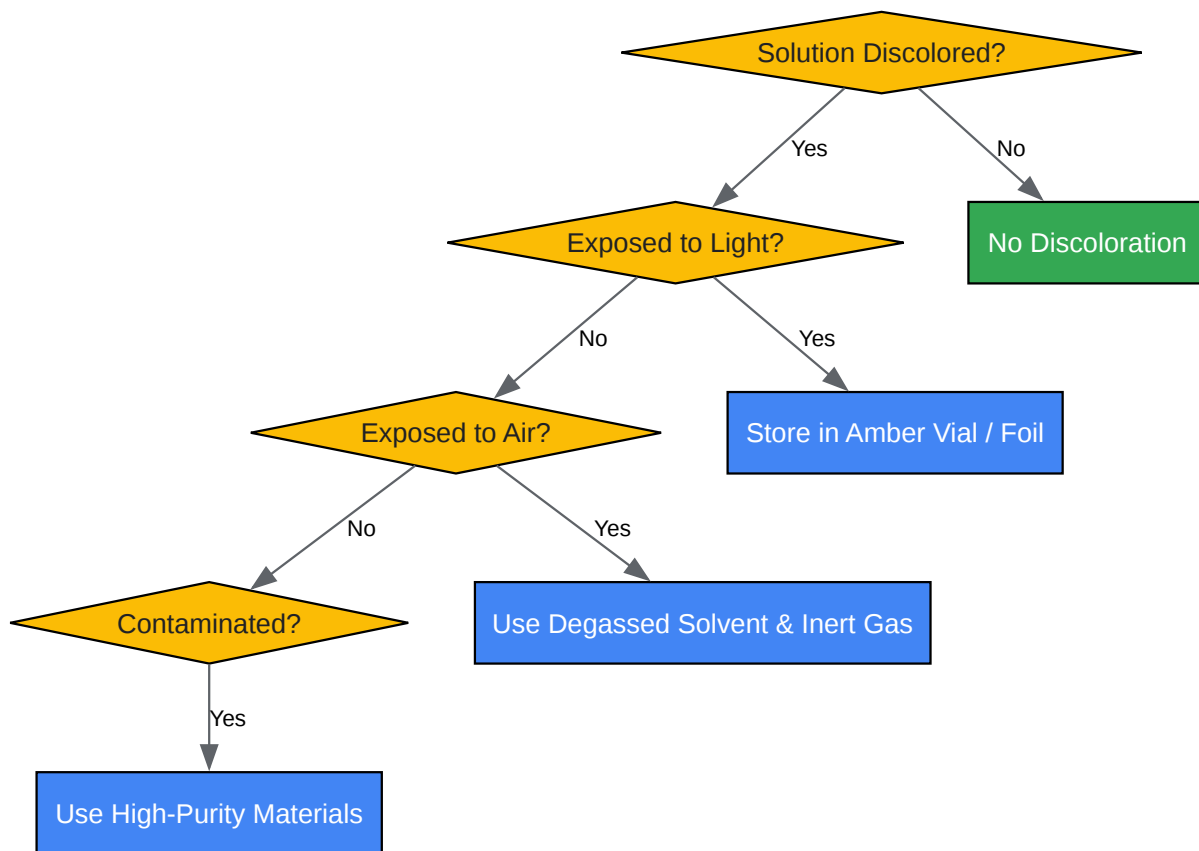 Solution Discolored?
Yes
No
Exposed to Light?
No Discoloration
No
Yes
Exposed to Air?
Store in Amber Vial / Foil
No
Yes
Contaminated?
Use Degassed Solvent & Inert Gas
Yes
Use High-Purity Materials